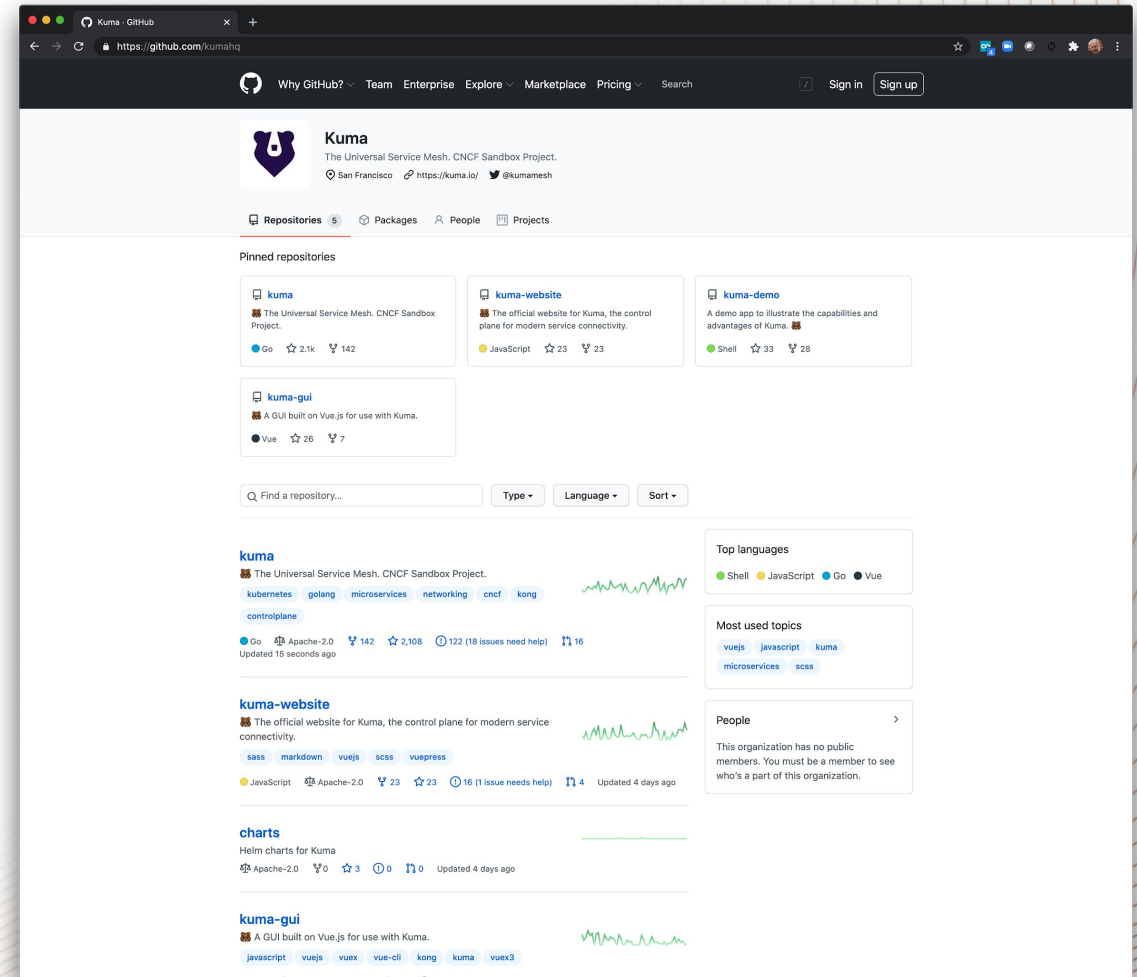 Kuma · GitHub
https://github.com/kumahq
Why GitHub? Team Enterprise Explore Marketplace Pricing Search / Sign in Sign up
Kuma
The Universal Service Mesh. CNCF Sandbox Project.
San Francisco https://kuma.io/ @kumamesh
Repositories 5 Packages People Projects
Pinned repositories
kuma
The Universal Service Mesh. CNCF Sandbox
Project.
Go 2.1k 142
kuma-website
The official website for Kuma, the control
plane for modern service connectivity.
JavaScript 23 23
kuma-demo
A demo app to illustrate the capabilities and
advantages of Kuma.
Shell 33 28
kuma-gui
A GUI built on Vue.js for use with Kuma.
Vue 26 7
Find a repository...
Type Language Sort
kuma
The Universal Service Mesh. CNCF Sandbox Project.
kubernetes golang microservices networking cncf kong
controlplane
Go Apache-2.0 142 2,108 122 (18 issues need help) 16
Updated 15 seconds ago
kuma-website
The official website for Kuma, the control plane for modern service
connectivity.
sass markdown vuejs scss vuepress
JavaScript Apache-2.0 23 23 16 (1 issue needs help) 4 Updated 4 days ago
charts
Helm charts for Kuma
Apache-2.0 0 3 0 0 Updated 4 days ago
kuma-gui
A GUI built on Vue.js for use with Kuma.
javascript vuejs vuex vue-cli kong kuma vuex3
Top languages
Shell JavaScript Go Vue
Most used topics
vuejs javascript kuma
microservices scss
People
This organization has no public
members. You must be a member to see
who's a part of this organization.